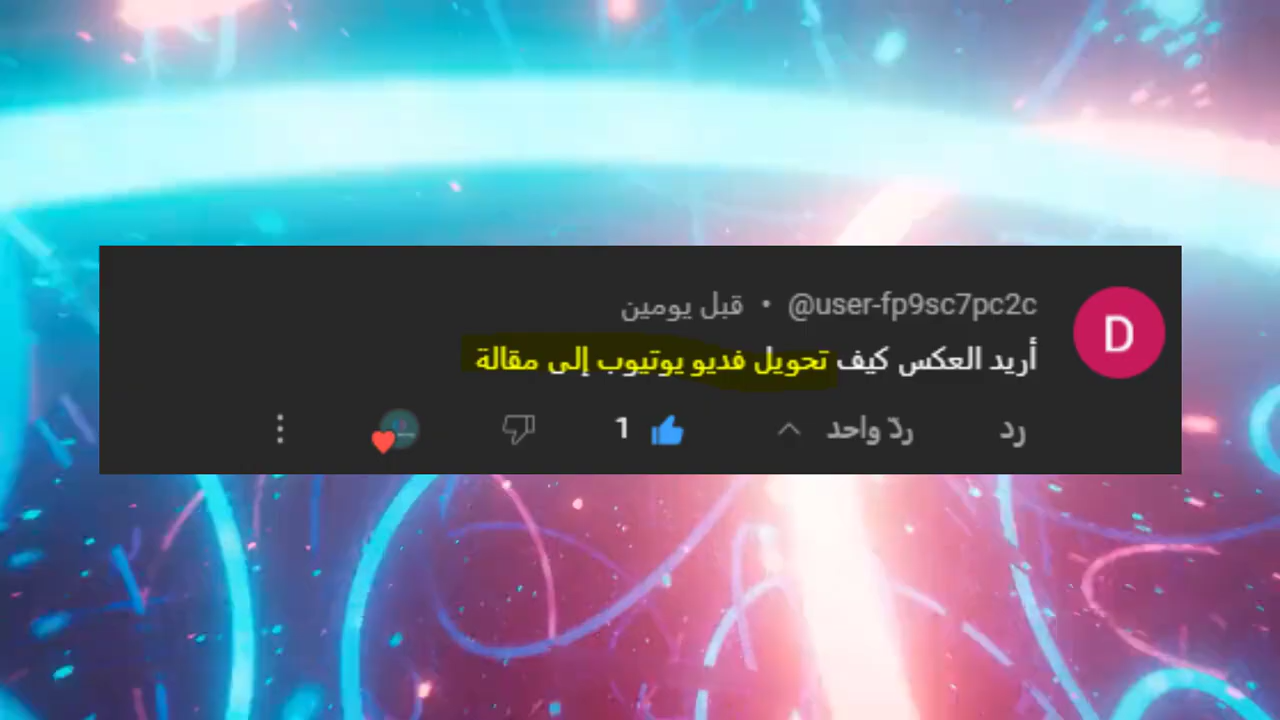 D
@user-fp9sc7pc2c • قبل يومين
أريد العكس كيف تحويل فديو يوتيوب إلى مقالة
رد ردّ واحد 1